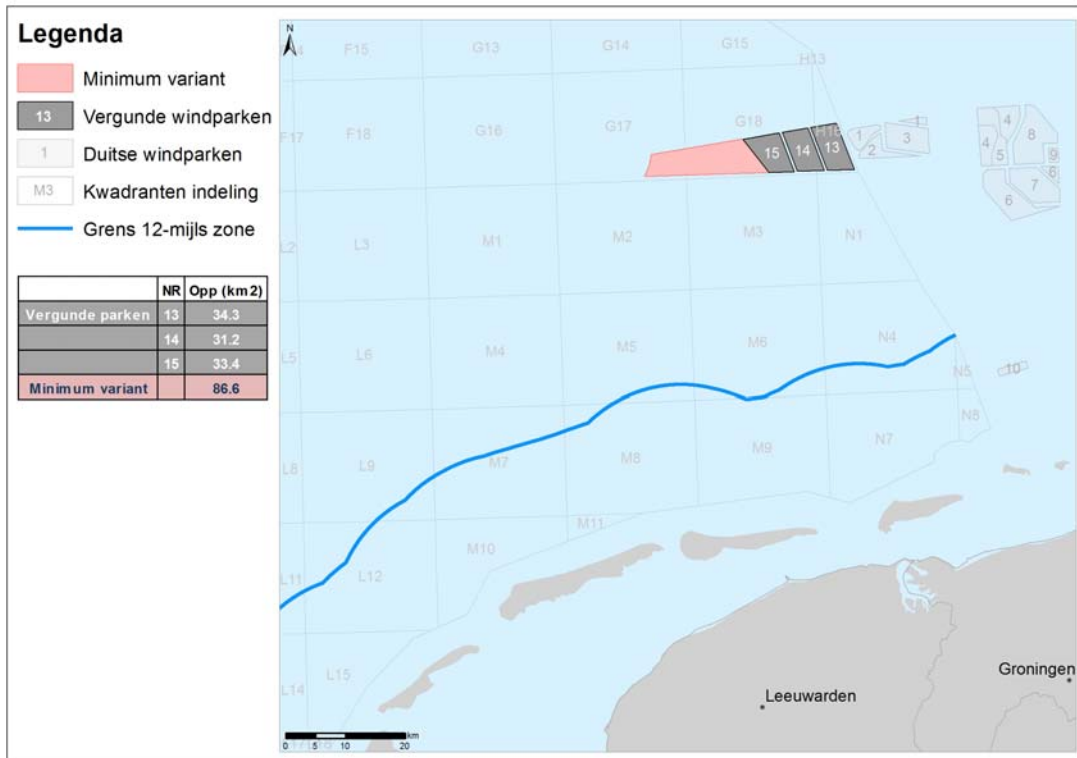 Legenda
Minimum variant
13 Vergunde windparken
1 Duitse windparken
M3 Kwadranten indeling
Grens 12-mijls zone
NR Opp (km2)
Vergunde parken 13 34.3
14 31.2
15 33.4
Minimum variant 86.6
N
F15 G13 G14 G15
H13
F17 F18 G16 G17 G18 H16
15 14 13
1 2 3 1
4 8
4 5 9
6 7 6
L2 L3 M1 M2 M3 N1
L5 L6 M4 M5 M6 N4
N5 10
L8 L9 M7 M8 M9 N7 N8
M11
M10
L11 L12
L15
L14
Groningen
Leeuwarden
km
0 5 10 20